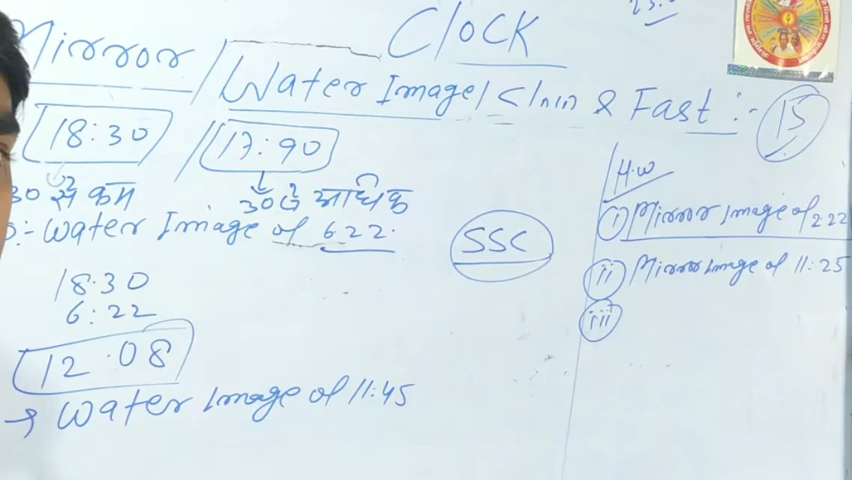 CLOCK
Mirror / Water Image / Slow & Fast :- 15
18:30 / 17:90
30 से कम
30 से अधिक
:- Water Image of 6:22.
18:30
6:22
12:08
→ Water Image of 11:45
SSC
H.W
(i) Mirror Image of 2:22
(ii) Mirror Image of 11:25
(iii)